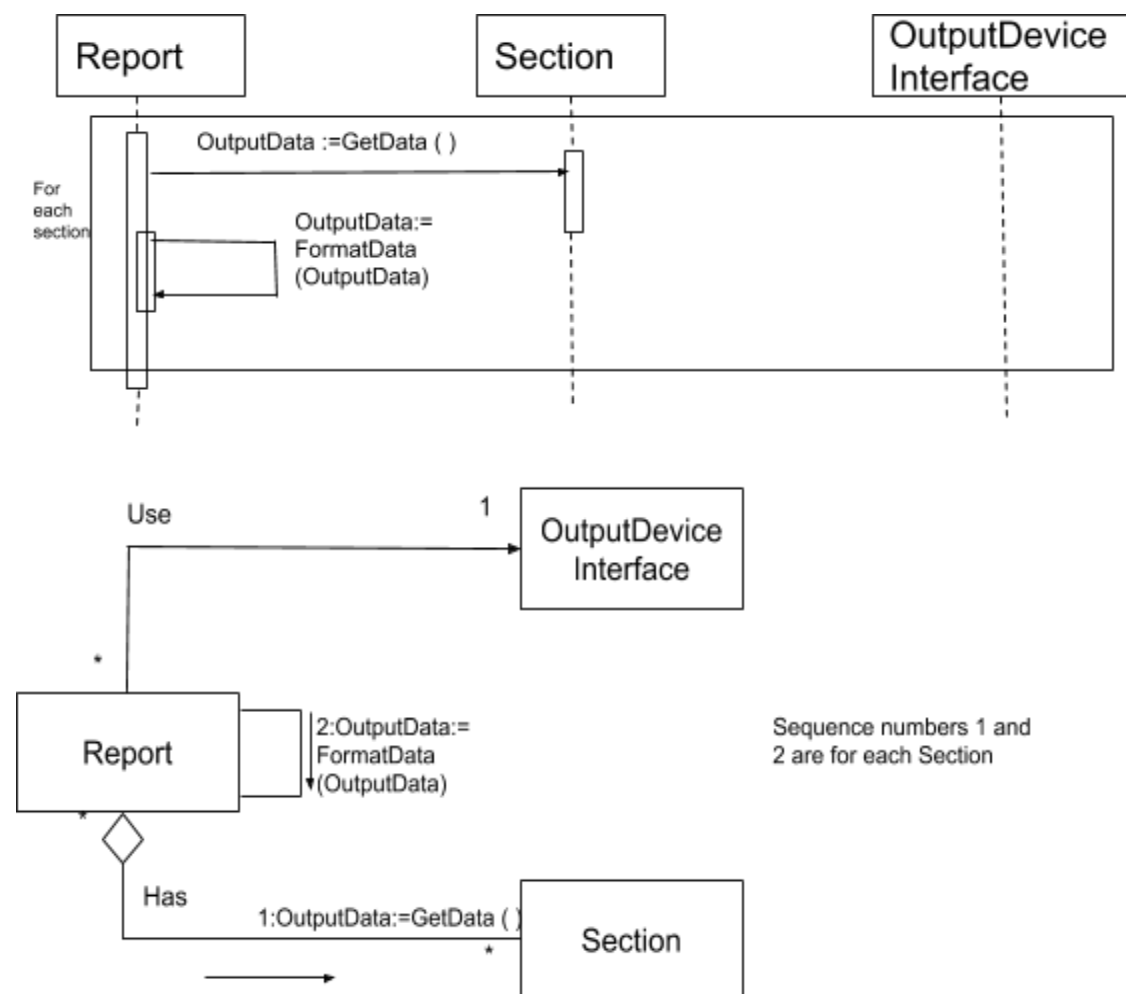 Report
Section
OutputDevice
Interface
OutputData :=GetData ( )
For
each
section
OutputData:=
FormatData
(OutputData)
Use
1
OutputDevice
Interface
*
Report
2:OutputData:=
FormatData
(OutputData)
Sequence numbers 1 and
2 are for each Section
*
Has
1:OutputData:=GetData ( )
*
Section